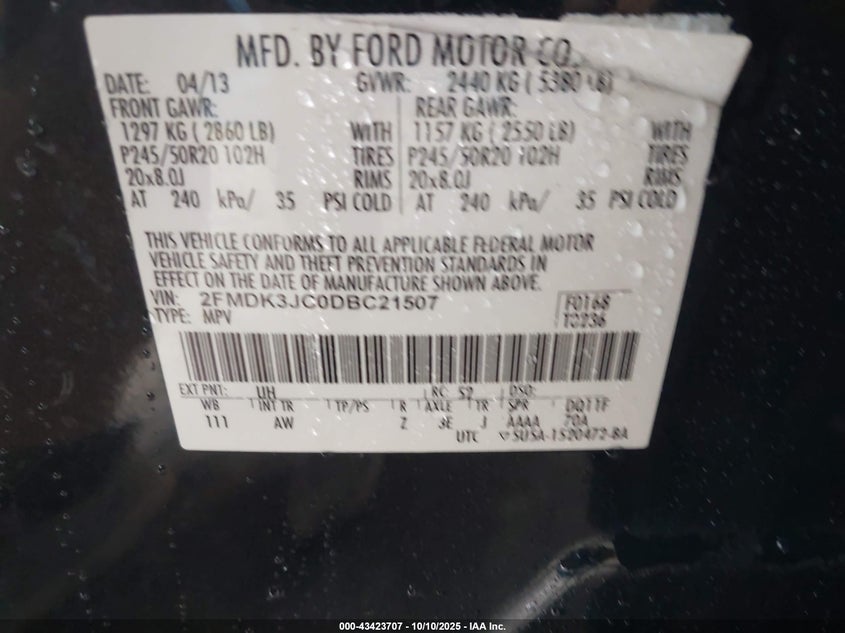 MFD. BY FORD MOTOR CO.
DATE: 04/13 GVWR: 2440 KG ( 5380 LB)
FRONT GAWR: REAR GAWR:
1297 KG ( 2860 LB) WITH 1157 KG ( 2550 LB) WITH
P245/50R20 102H TIRES P245/50R20 102H TIRES
20x8.0J RIMS 20x8.0J RIMS
AT 240 kPa/ 35 PSI COLD AT 240 kPa/ 35 PSI COLD
THIS VEHICLE CONFORMS TO ALL APPLICABLE FEDERAL MOTOR
VEHICLE SAFETY AND THEFT PREVENTION STANDARDS IN
EFFECT ON THE DATE OF MANUFACTURE SHOWN ABOVE.
VIN: 2FMDK3JC0DBC21507 F0168
TYPE: MPV T0236
EXT PNT: UH RC: 52 DSO:
WB INT TR TP/PS R AXLE TR SPR DQ11F
111 AW Z 3E J AAAA 70A
UTC 5U5A-1520472-BA
000-43423707 - 10/10/2025 - IAA Inc.